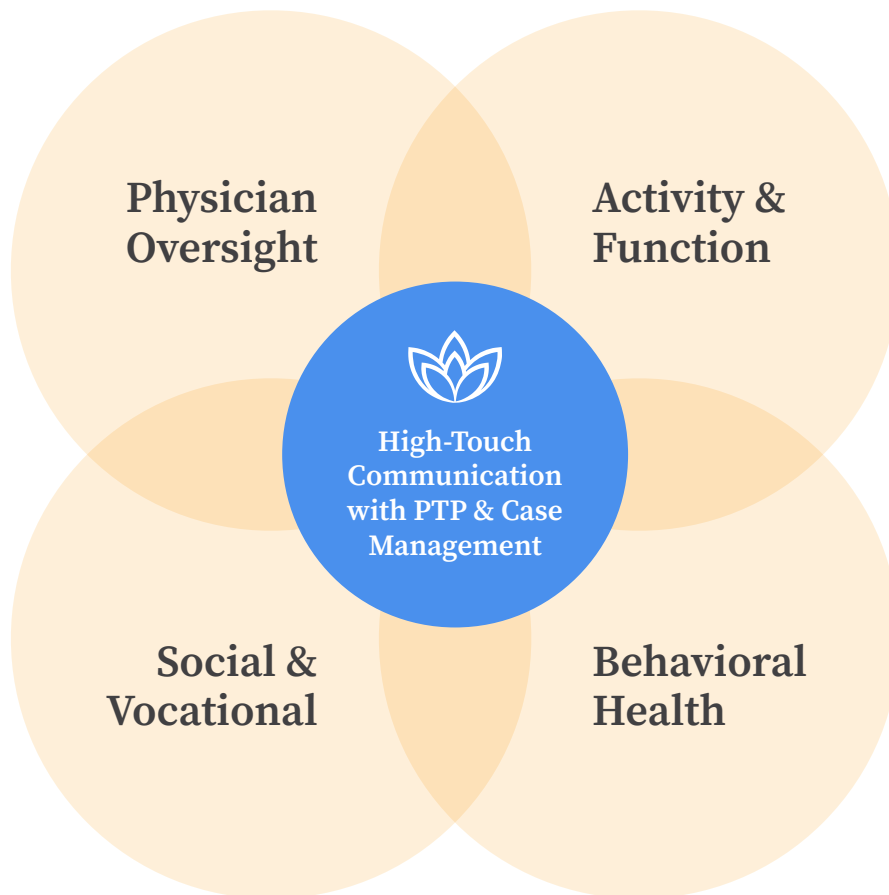 Physician
Oversight
Activity &
Function
High-Touch
Communication
with PTP & Case
Management
Social &
Vocational
Behavioral
Health